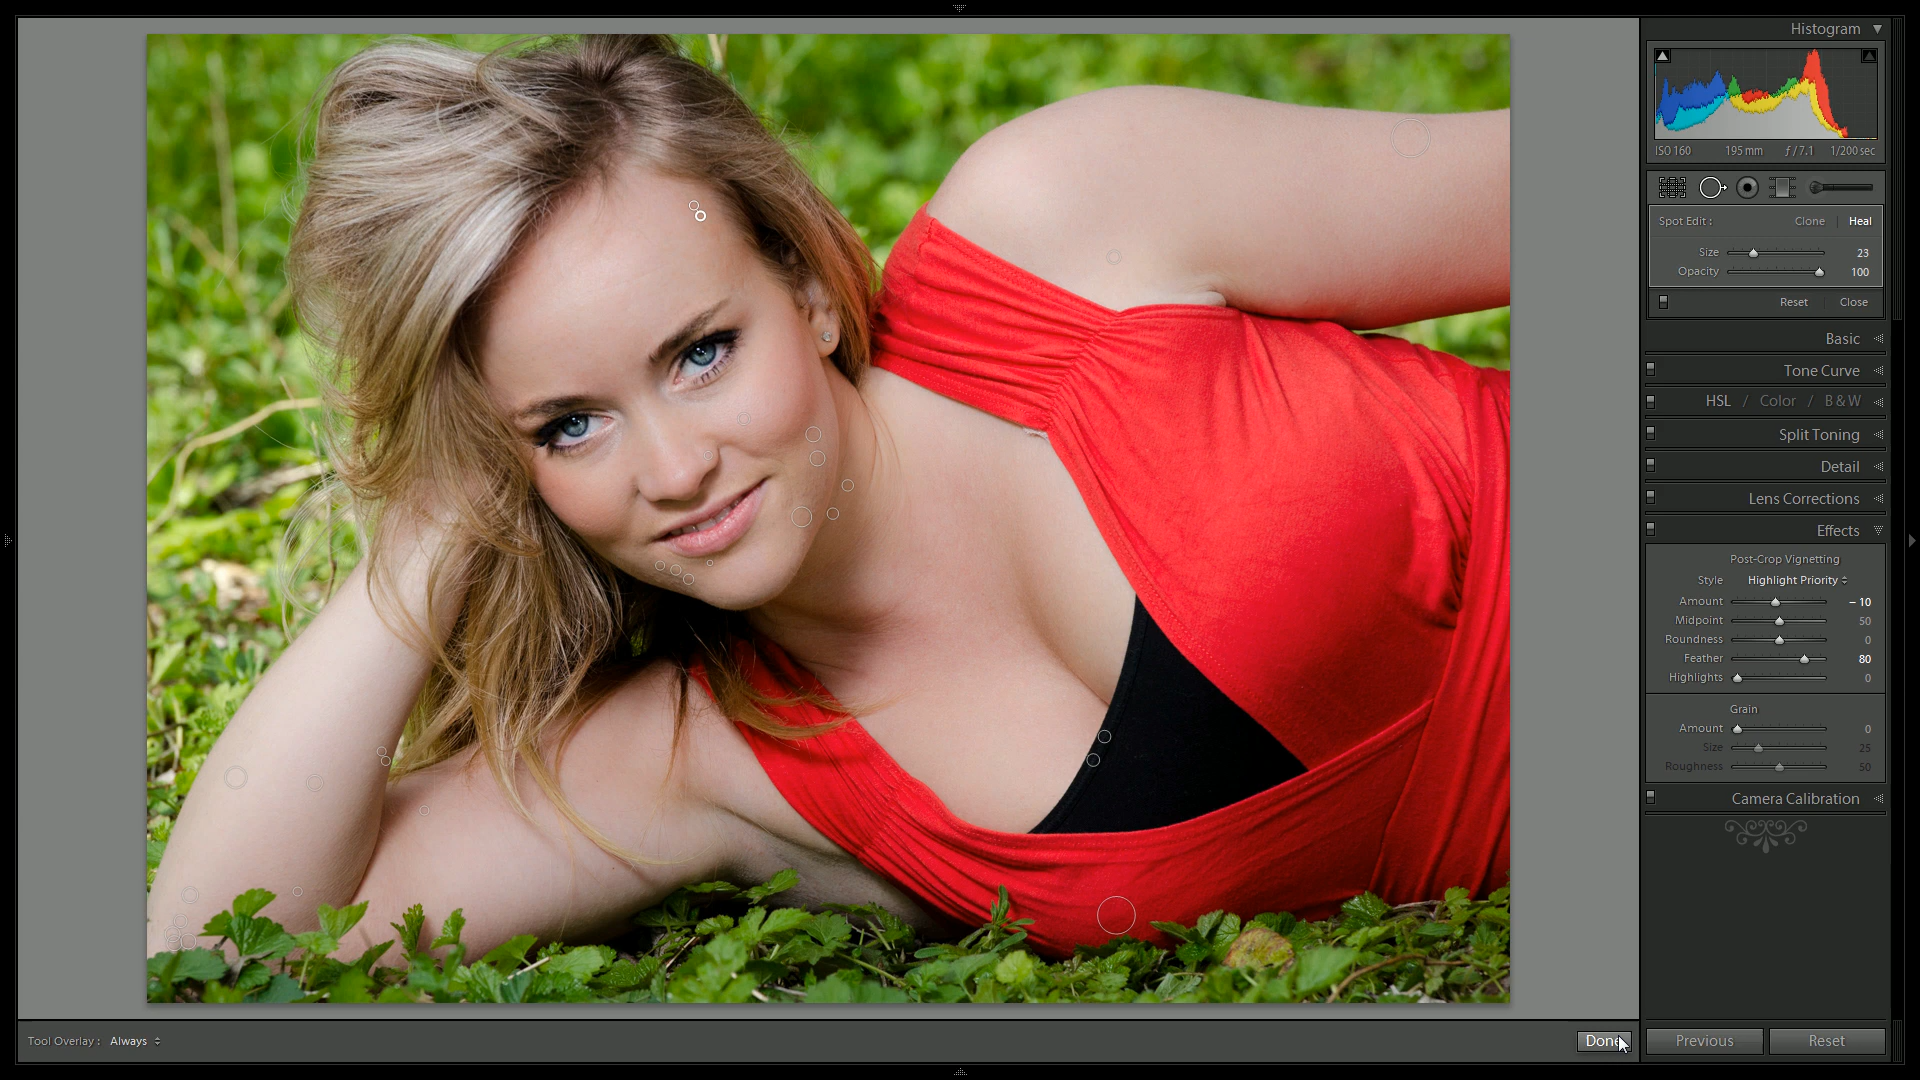 Histogram
ISO 160 195 mm ƒ / 7.1 1/200 sec
Spot Edit : Clone | Heal
Size 23
Opacity 100
Reset Close
Basic
Tone Curve
HSL / Color / B & W
Split Toning
Detail
Lens Corrections
Effects
Post-Crop Vignetting
Style Highlight Priority
Amount – 10
Midpoint 50
Roundness 0
Feather 80
Highlights 0
Grain
Amount 0
Size 25
Roughness 50
Camera Calibration
Tool Overlay : Always Done Previous Reset